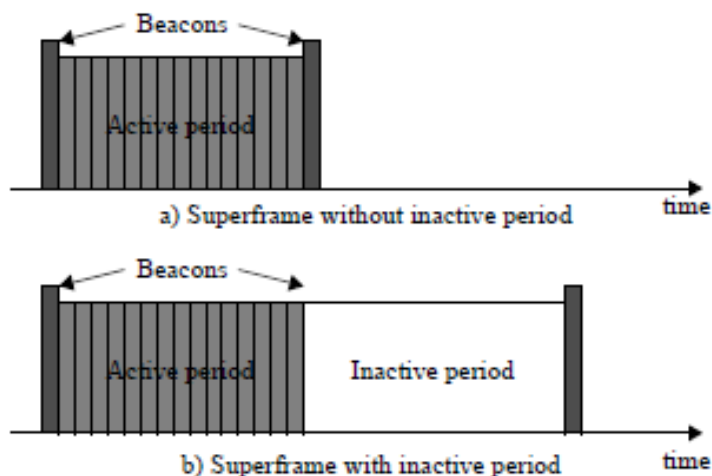 Beacons
Active period
time
a) Superframe without inactive period
Beacons
Active period
Inactive period
time
b) Superframe with inactive period